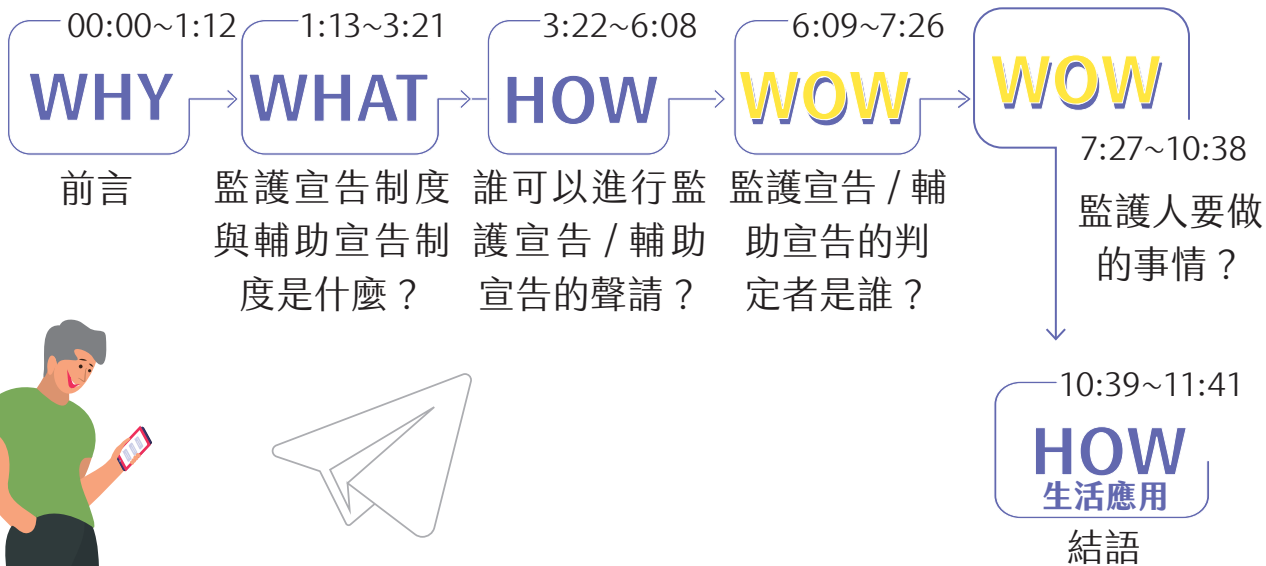 00:00~1:12
WHY
前言
1:13~3:21
WHAT
監護宣告制度
與輔助宣告制
度是什麼？
3:22~6:08
HOW
誰可以進行監
護宣告 / 輔助
宣告的聲請？
6:09~7:26
WOW
監護宣告 / 輔
助宣告的判
定者是誰？
WOW
7:27~10:38
監護人要做
的事情？
10:39~11:41
HOW
生活應用
結語